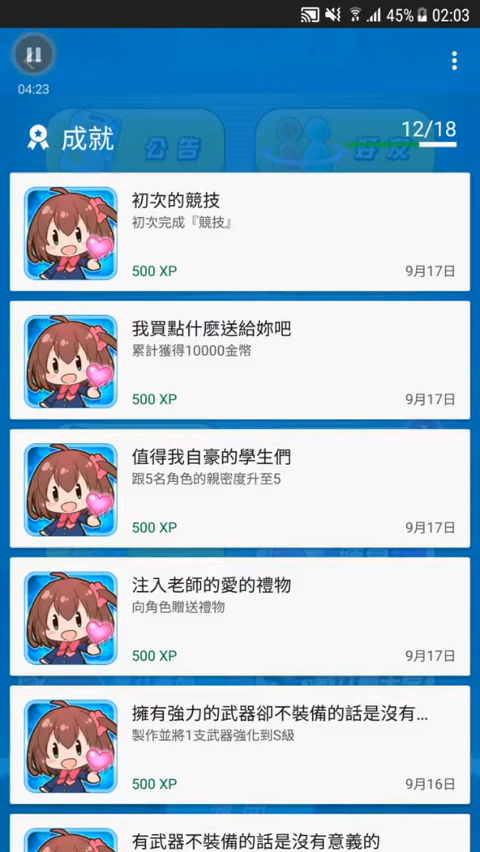 45% 02:03
04:23
公告
好友
成就
12/18
初次的競技
初次完成『競技』
500 XP
9月17日
我買點什麼送給妳吧
累計獲得10000金幣
500 XP
9月17日
值得我自豪的學生們
跟5名角色的親密度升至5
500 XP
9月17日
注入老師的愛的禮物
向角色贈送禮物
500 XP
9月17日
擁有強力的武器卻不裝備的話是沒有...
製作並將1支武器強化到S級
500 XP
9月16日
有武器不裝備的話是沒有意義的